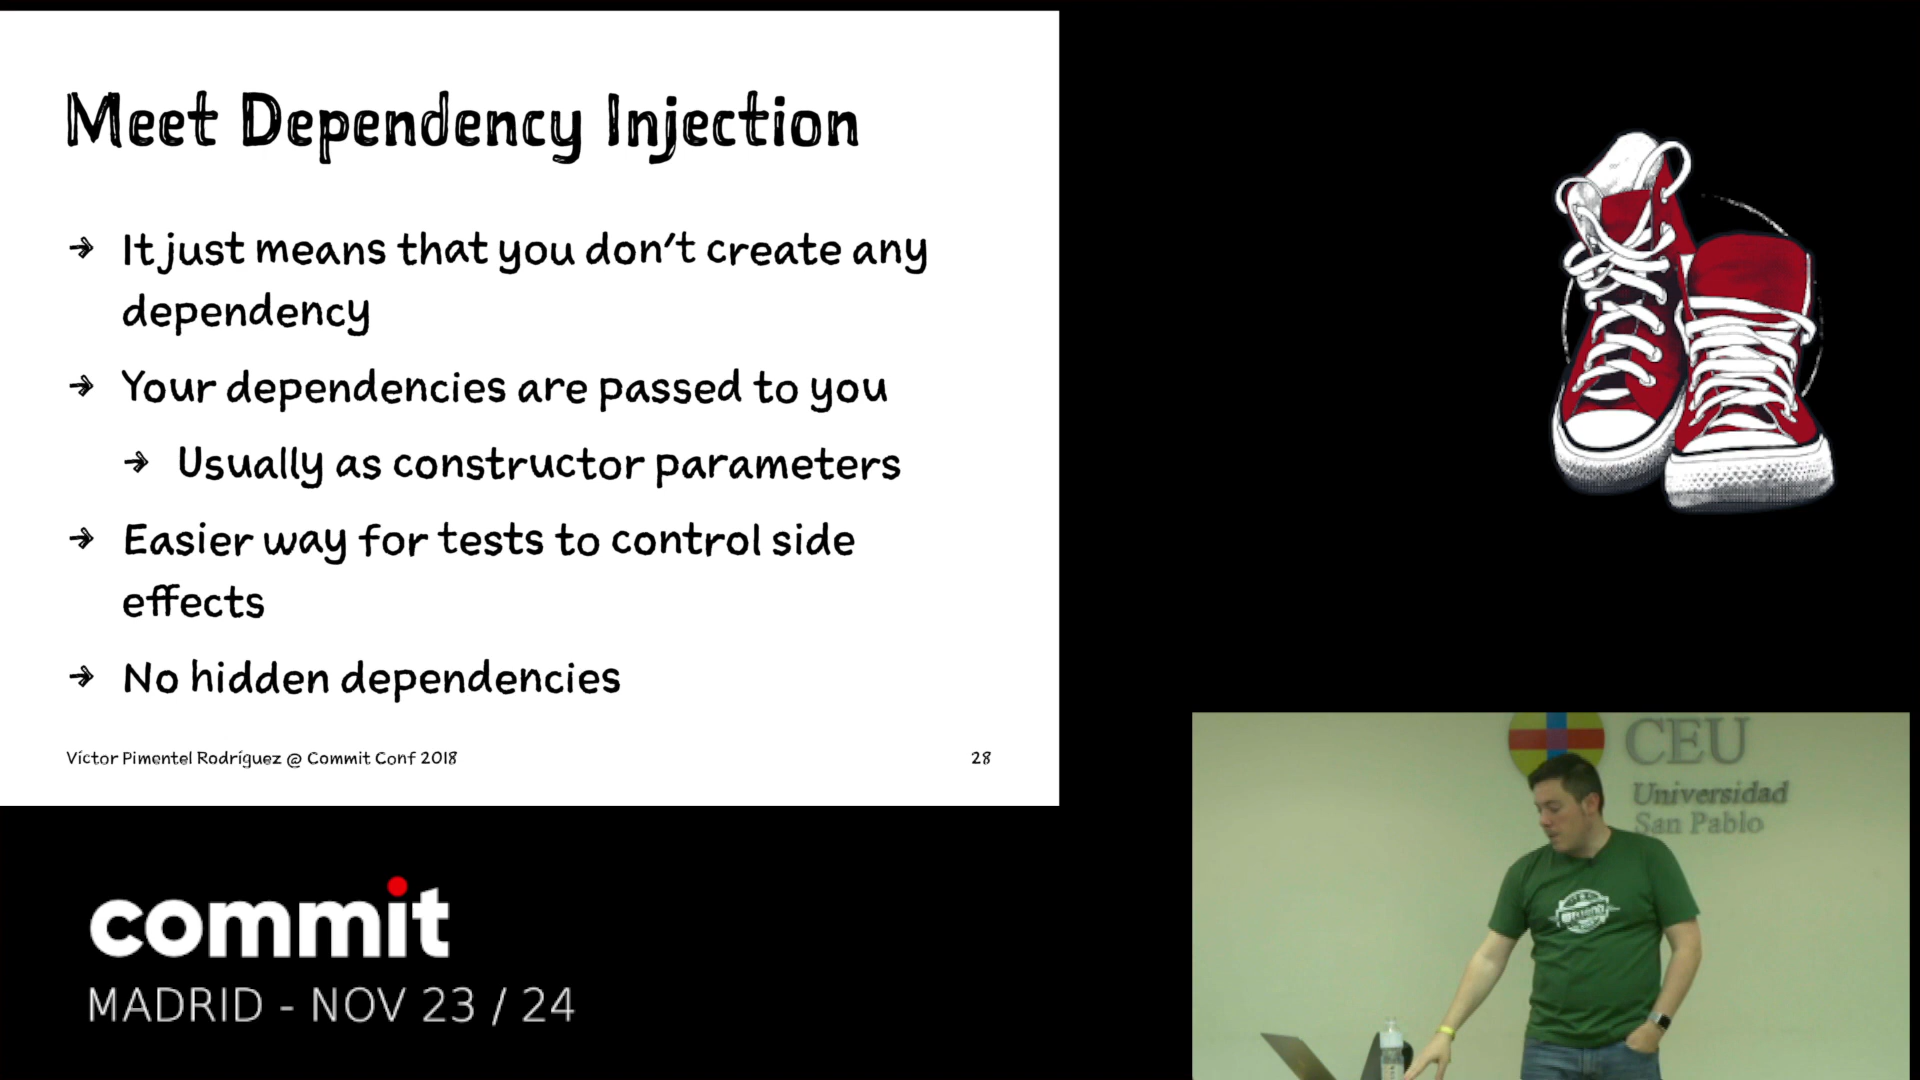 Meet Dependency Injection
→ It just means that you don't create any
dependency
→ Your dependencies are passed to you
→ Usually as constructor parameters
→ Easier way for tests to control side
effects
→ No hidden dependencies
Víctor Pimentel Rodríguez @ Commit Conf 2018
28
CEU
Universidad
San Pablo
commit
MADRID - NOV 23 / 24